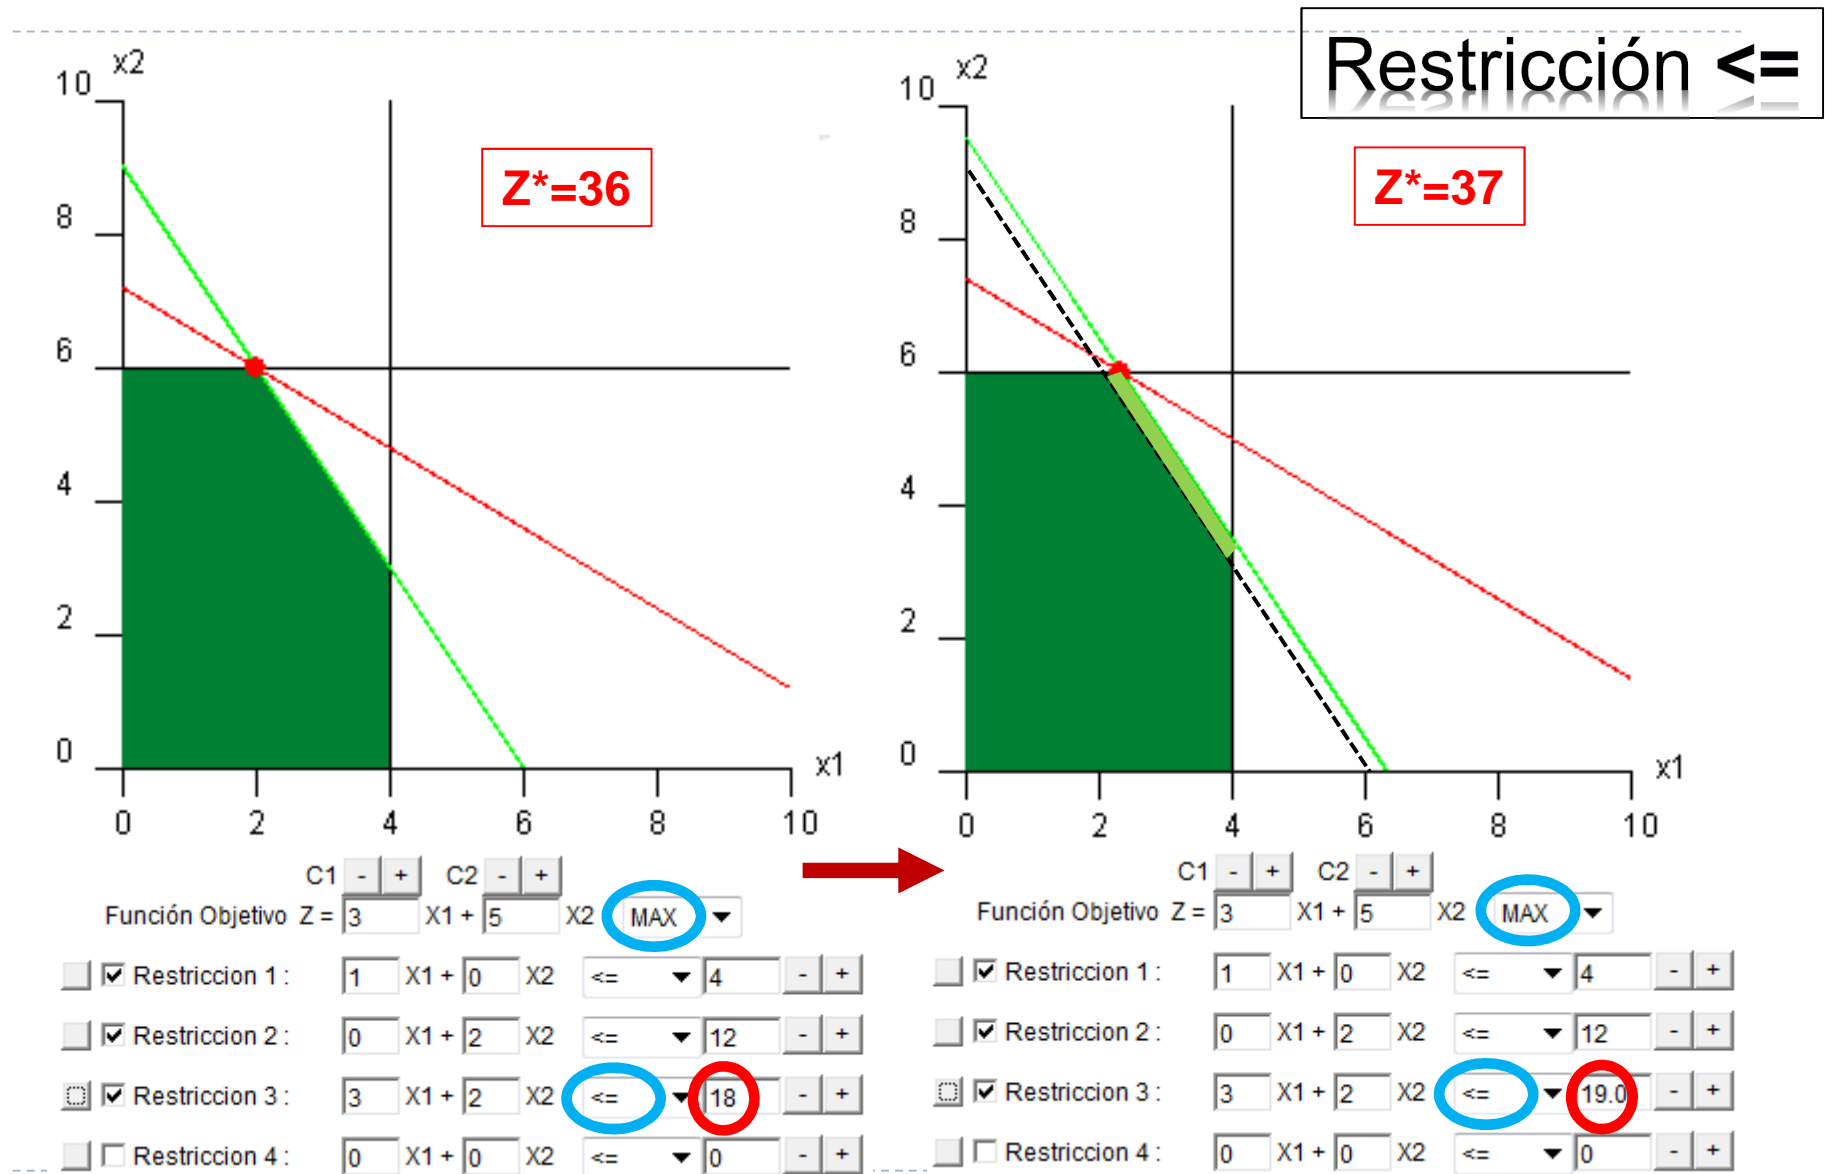 Restricción <=
x2
10
8
6
4
2
0
Z*=36
x1
0 2 4 6 8 10
C1 - + C2 - +
Función Objetivo Z = 3 X1 + 5 X2 MAX
Restriccion 1 : 1 X1 + 0 X2 <= 4 - +
Restriccion 2 : 0 X1 + 2 X2 <= 12 - +
Restriccion 3 : 3 X1 + 2 X2 <= 18 - +
Restriccion 4 : 0 X1 + 0 X2 <= 0 - +
x2
10
8
6
4
2
0
Z*=37
x1
0 2 4 6 8 10
C1 - + C2 - +
Función Objetivo Z = 3 X1 + 5 X2 MAX
Restriccion 1 : 1 X1 + 0 X2 <= 4 - +
Restriccion 2 : 0 X1 + 2 X2 <= 12 - +
Restriccion 3 : 3 X1 + 2 X2 <= 19.0 - +
Restriccion 4 : 0 X1 + 0 X2 <= 0 - +